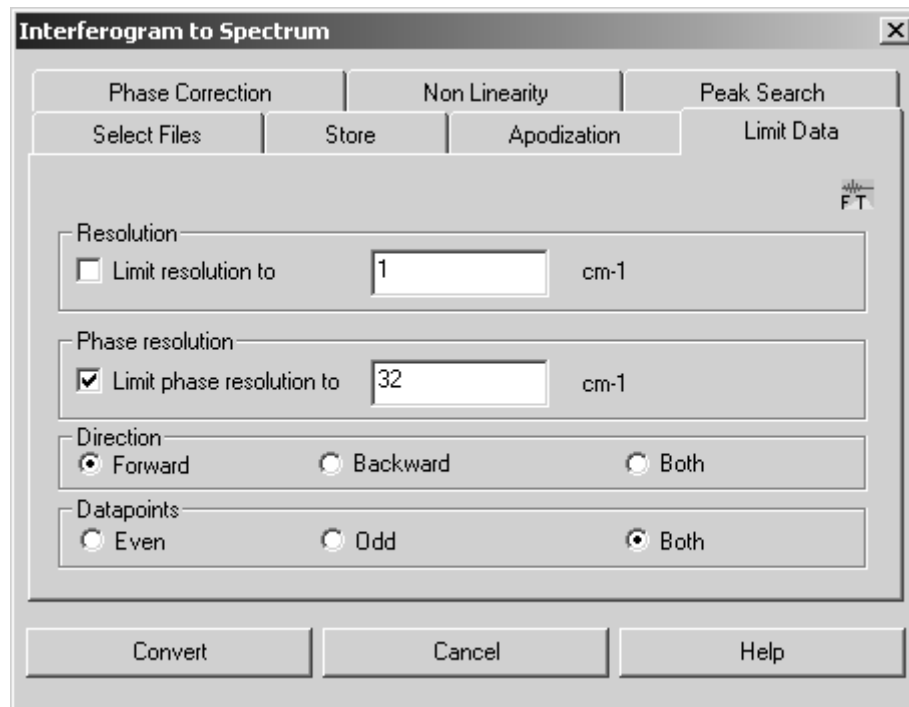 Interferogram to Spectrum
Phase Correction
Non Linearity
Peak Search
Select Files
Store
Apodization
Limit Data
F T
Resolution
Limit resolution to
1
cm-1
Phase resolution
Limit phase resolution to
32
cm-1
Direction
Forward
Backward
Both
Datapoints
Even
Odd
Both
Convert
Cancel
Help